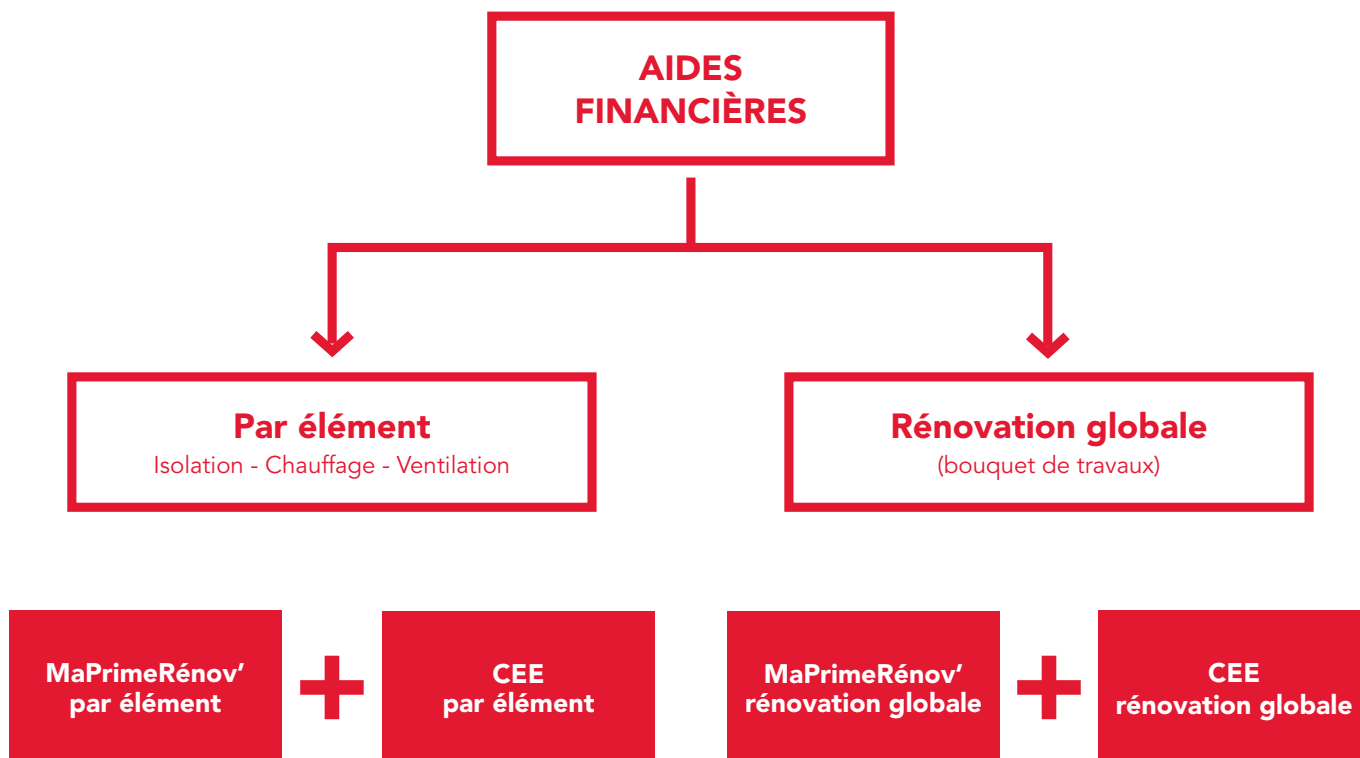 AIDES
FINANCIÈRES
Par élément
Isolation - Chauffage - Ventilation
Rénovation globale
(bouquet de travaux)
MaPrimeRénov’
par élément
CEE
par élément
MaPrimeRénov’
rénovation globale
CEE
rénovation globale